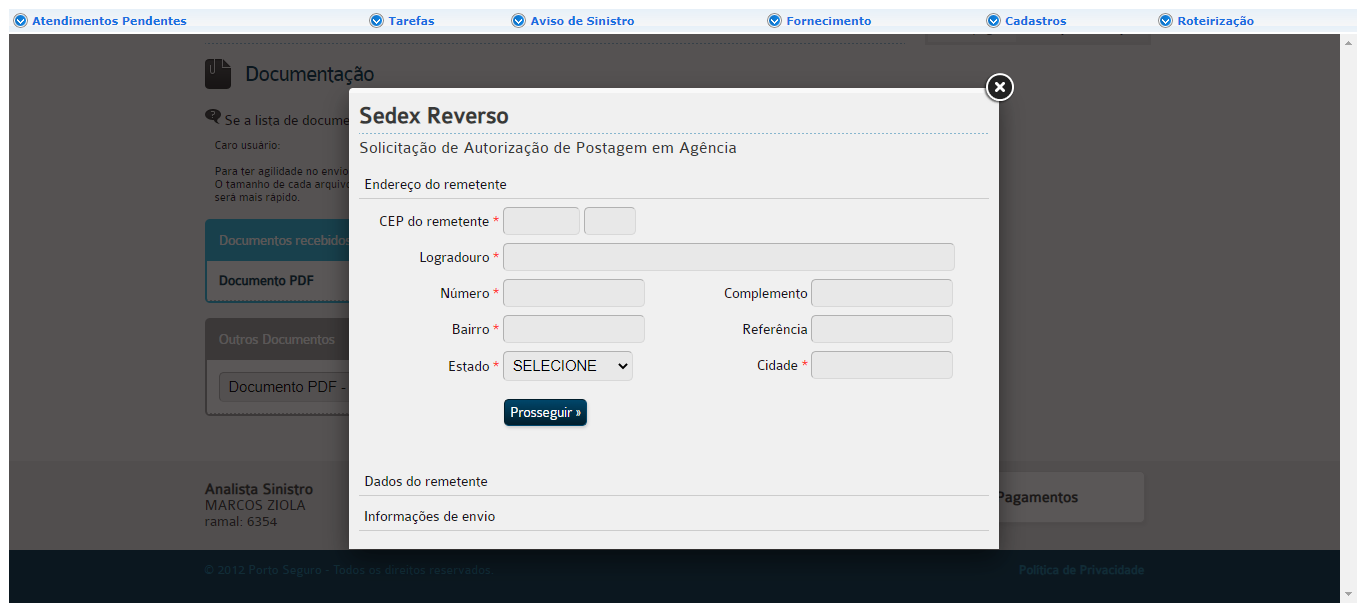 Atendimentos Pendentes Tarefas Aviso de Sinistro Fornecimento Cadastros Roteirização
Documentação
Se a lista de docume
Caro usuário:
Para ter agilidade no envio
O tamanho de cada arquivo
será mais rápido.
Documentos recebidos
Documento PDF
Outros Documentos
Documento PDF -
Sedex Reverso
Solicitação de Autorização de Postagem em Agência
Endereço do remetente
CEP do remetente *
Logradouro *
Número * Complemento
Bairro * Referência
Estado * SELECIONE Cidade *
Prosseguir »
Dados do remetente
Informações de envio
Analista Sinistro
MARCOS ZIOLA
ramal: 6354
Pagamentos
© 2012 Porto Seguro - Todos os direitos reservados. Política de Privacidade